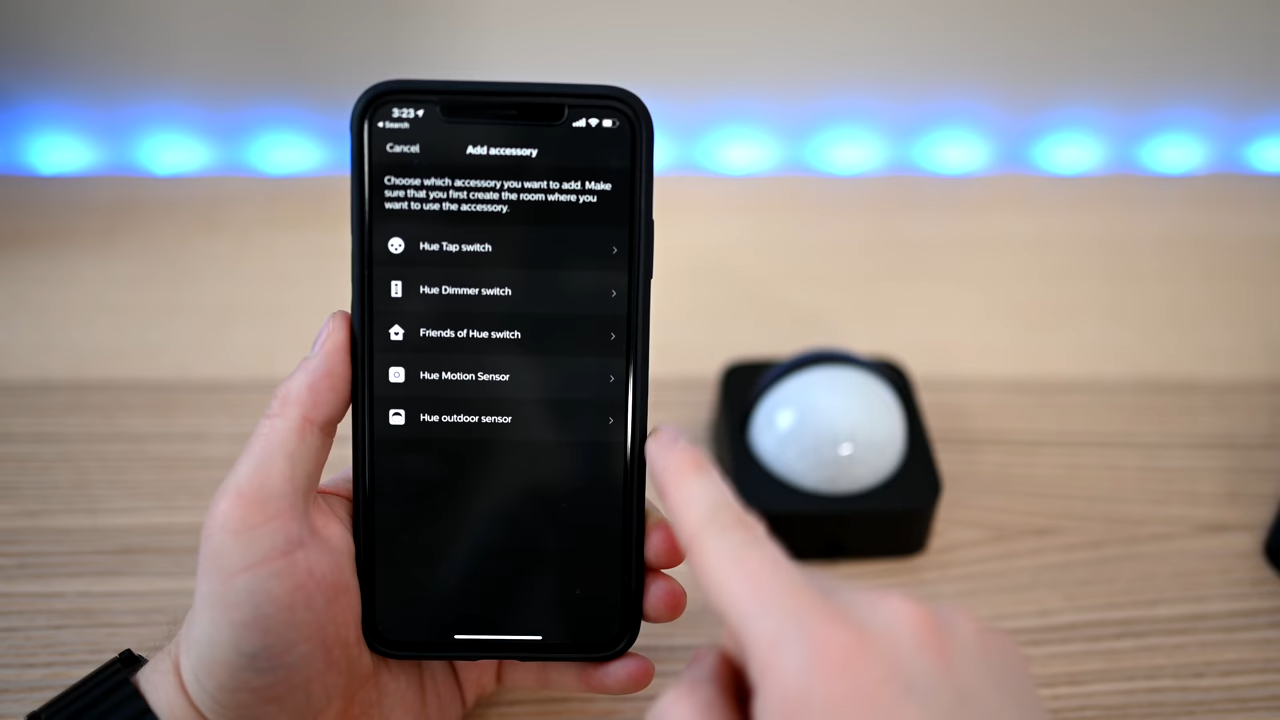 3:23
Search
Cancel
Add accessory
Choose which accessory you want to add. Make
sure that you first create the room where you
want to use the accessory.
Hue Tap switch
Hue Dimmer switch
Friends of Hue switch
Hue Motion Sensor
Hue outdoor sensor